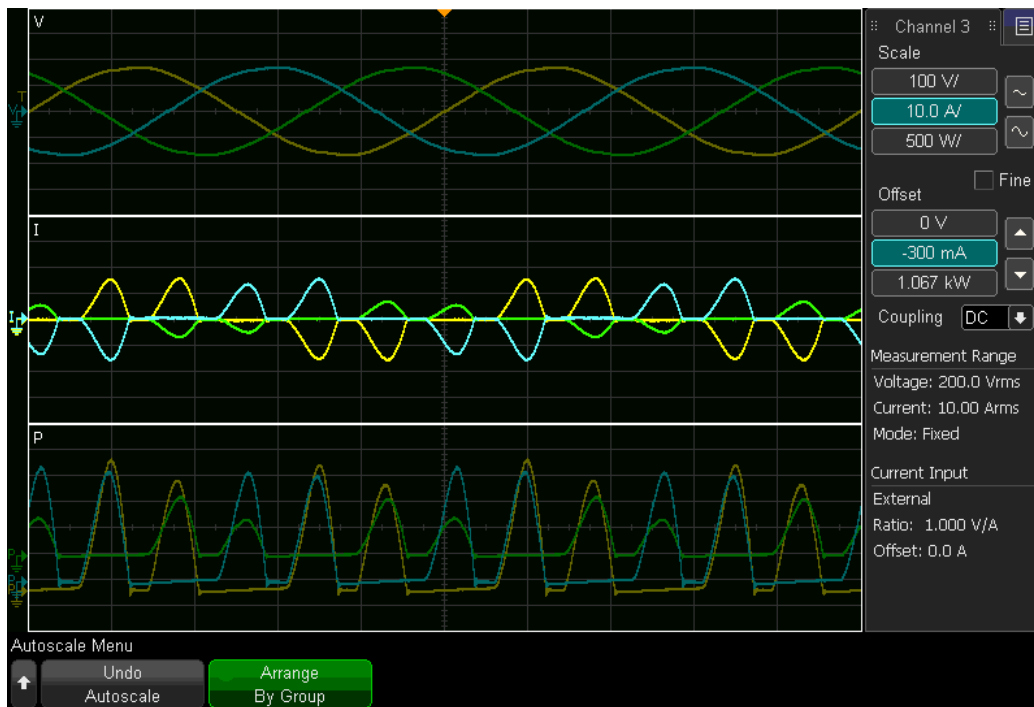 V
T
V
I
I
P
P
P
P
Channel 3
Scale
100 V/
10.0 A/
500 W/
Fine
Offset
0 V
-300 mA
1.067 kW
Coupling DC
Measurement Range
Voltage: 200.0 Vrms
Current: 10.00 Arms
Mode: Fixed
Current Input
External
Ratio: 1.000 V/A
Offset: 0.0 A
Autoscale Menu
Undo
Autoscale
Arrange
By Group